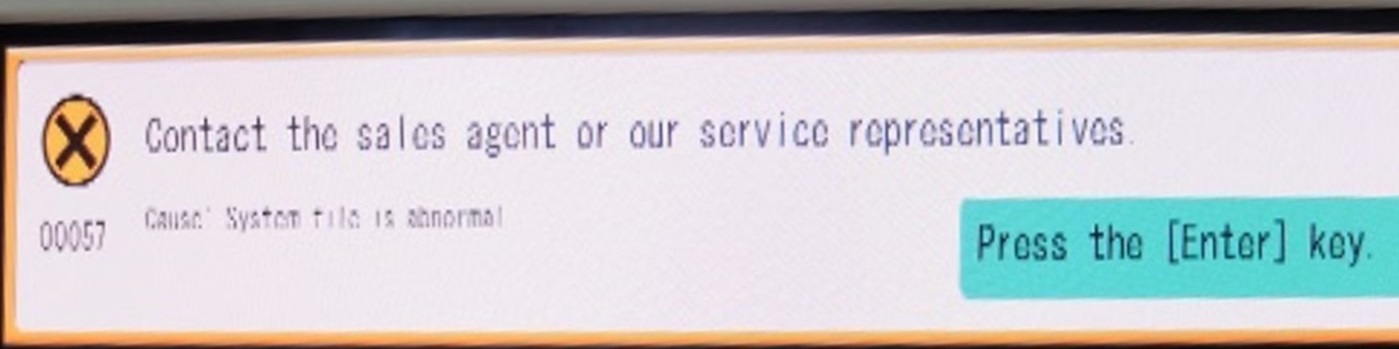 Contact the sales agent or our service representatives.
00057
Cause: System file is abnormal
Press the [Enter] key.